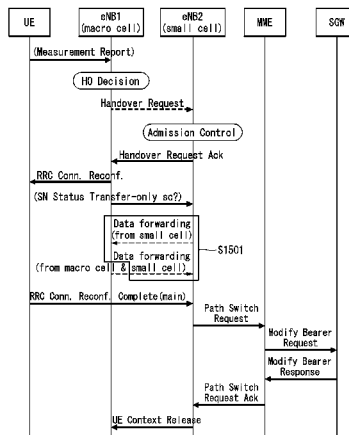 UE
eNB1
(macro cell)
eNB2
(small cell)
MME
SGW
(Measurement Report)
HO Decision
Handover Request
Admission Control
Handover Request Ack
RRC Conn. Reconf.
(SN Status Transfer-only sc?)
Data forwarding
(from small cell)
S1501
Data forwarding
(from macro cell & small cell)
RRC Conn. Reconf. Complete(main)
Path Switch
Request
Modify Bearer
Request
Modify Bearer
Response
Path Switch
Request Ack
UE Context Release